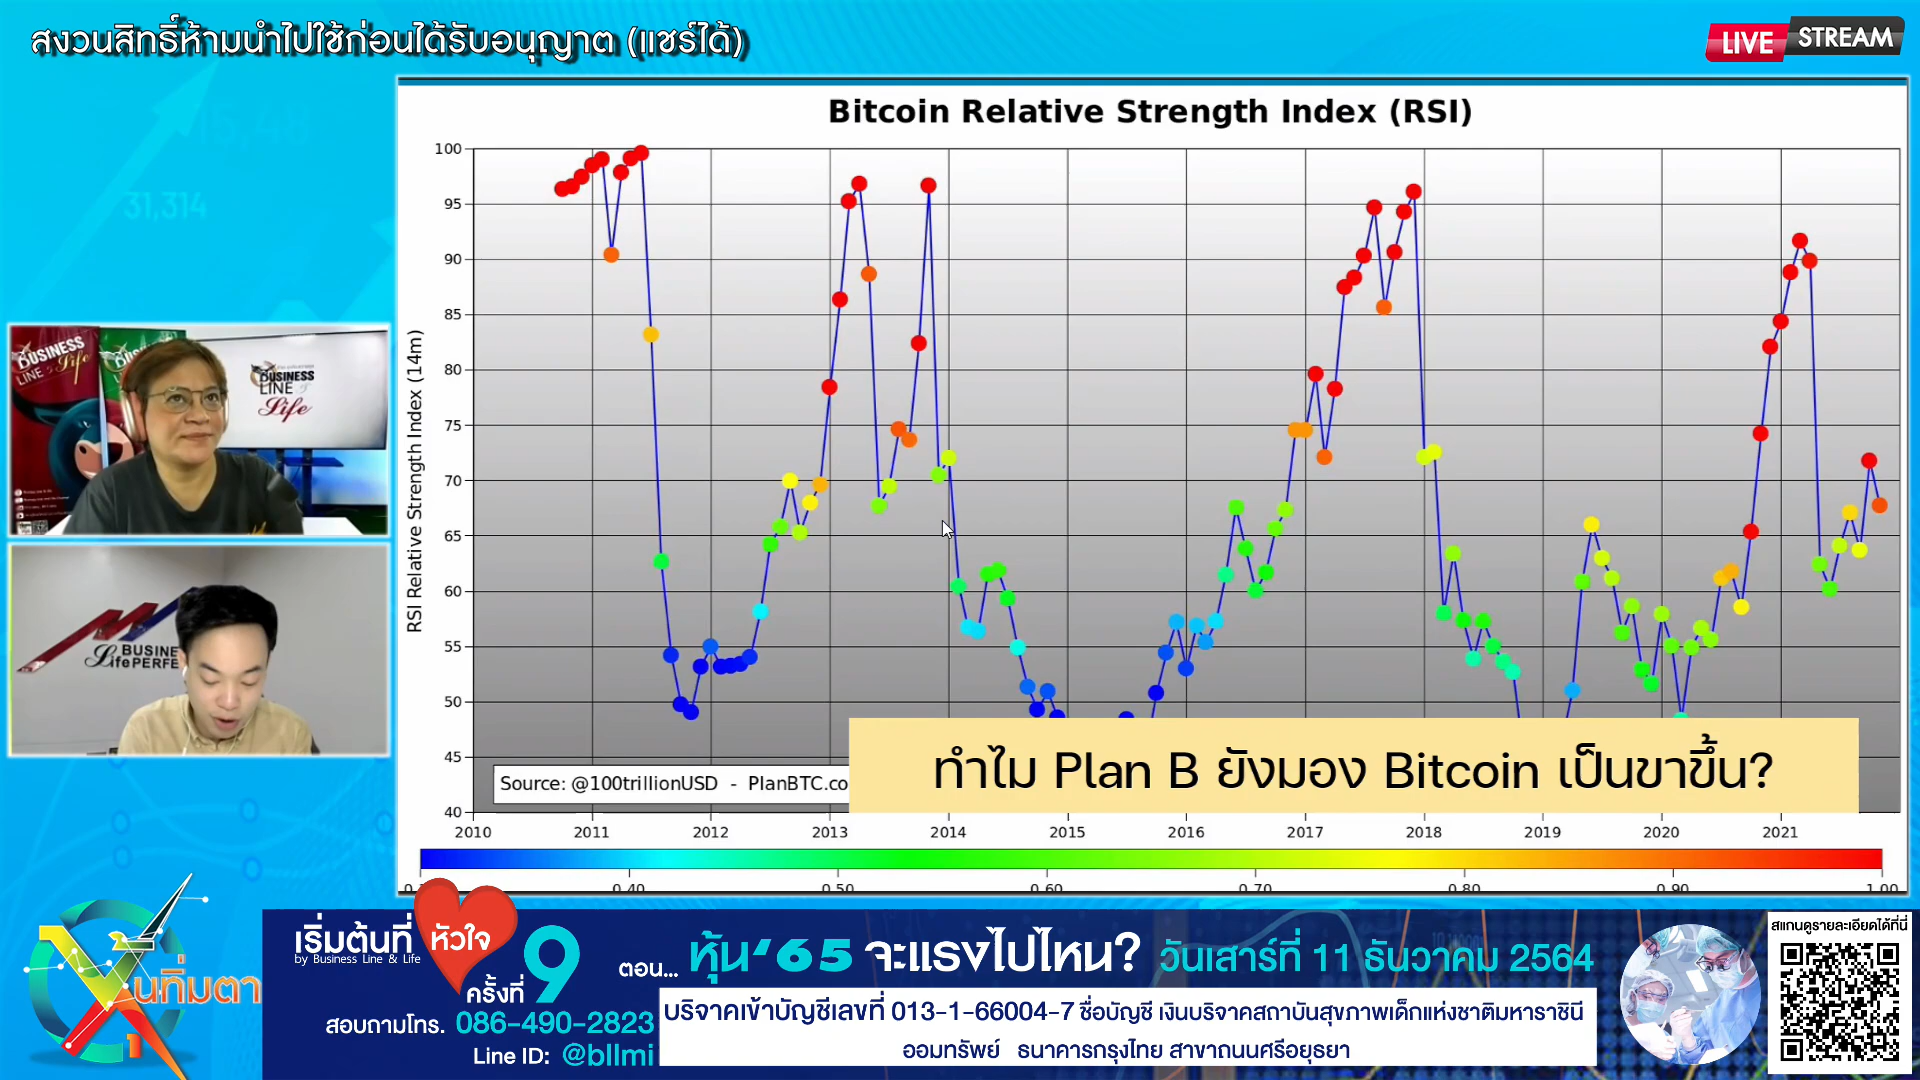 สงวนสิทธิ์ห้ามนำไปใช้ก่อนได้รับอนุญาต (แชร์ได้)
LIVE STREAM
31,314
Bitcoin Relative Strength Index (RSI)
RSI Relative Strength Index (14m)
100
95
90
85
80
75
70
65
60
55
50
45
40
BUSINESS
LINE & Life
BUSINESS
LINE &
Life
BUSINE
Life PERFE
Source: @100trillionUSD - PlanBTC.co
ทำไม Plan B ยังมอง Bitcoin เป็นขาขึ้น?
2010 2011 2012 2013 2014 2015 2016 2017 2018 2019 2020 2021
0.40 0.50 0.60 0.70 0.80 0.90 1.00
นทิ่มตา
เริ่มต้นที่ หัวใจ
by Business Line & Life
ครั้งที่ 9
ตอน... หุ้น'65 จะแรงไปไหน? วันเสาร์ที่ 11 ธันวาคม 2564
สอบถามโทร. 086-490-2823
Line ID: @bllmi
บริจาคเข้าบัญชีเลขที่ 013-1-66004-7 ชื่อบัญชี เงินบริจาคสถาบันสุขภาพเด็กแห่งชาติมหาราชินี
ออมทรัพย์ ธนาคารกรุงไทย สาขาถนนศรีอยุธยา
สแกนดูรายละเอียดได้ที่นี่